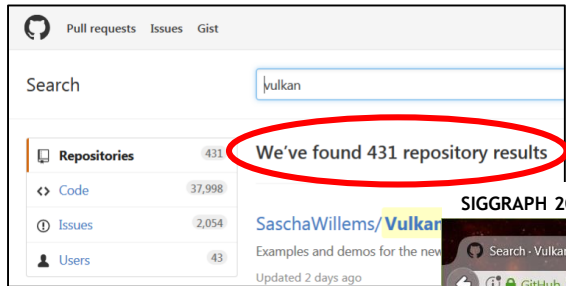 Pull requests Issues Gist
Search
vulkan
Repositories 431
We've found 431 repository results
Code 37,998
Issues 2,054
Users 43
SaschaWillems/Vulkan
Examples and demos for the new
Updated 2 days ago
SIGGRAPH
Search · Vulkan
GitHub